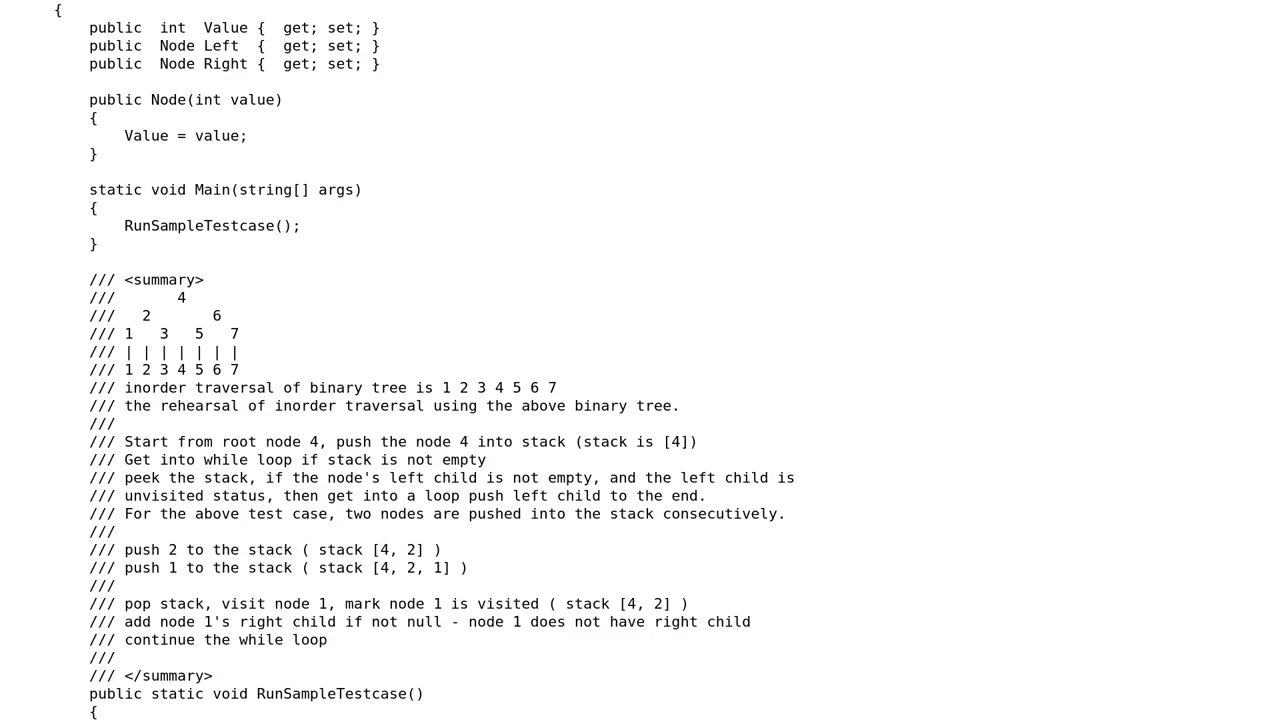 {
    public  int  Value {  get; set; }
    public  Node Left  {  get; set; }
    public  Node Right {  get; set; }

    public Node(int value)
    {
        Value = value;
    }

    static void Main(string[] args)
    {
        RunSampleTestcase();
    }

    /// <summary>
    ///       4
    ///   2       6
    /// 1   3   5   7
    /// | | | | | | |
    /// 1 2 3 4 5 6 7
    /// inorder traversal of binary tree is 1 2 3 4 5 6 7
    /// the rehearsal of inorder traversal using the above binary tree.
    ///
    /// Start from root node 4, push the node 4 into stack (stack is [4])
    /// Get into while loop if stack is not empty
    /// peek the stack, if the node's left child is not empty, and the left child is
    /// unvisited status, then get into a loop push left child to the end.
    /// For the above test case, two nodes are pushed into the stack consecutively.
    ///
    /// push 2 to the stack ( stack [4, 2] )
    /// push 1 to the stack ( stack [4, 2, 1] )
    ///
    /// pop stack, visit node 1, mark node 1 is visited ( stack [4, 2] )
    /// add node 1's right child if not null - node 1 does not have right child
    /// continue the while loop
    ///
    /// </summary>
    public static void RunSampleTestcase()
    {